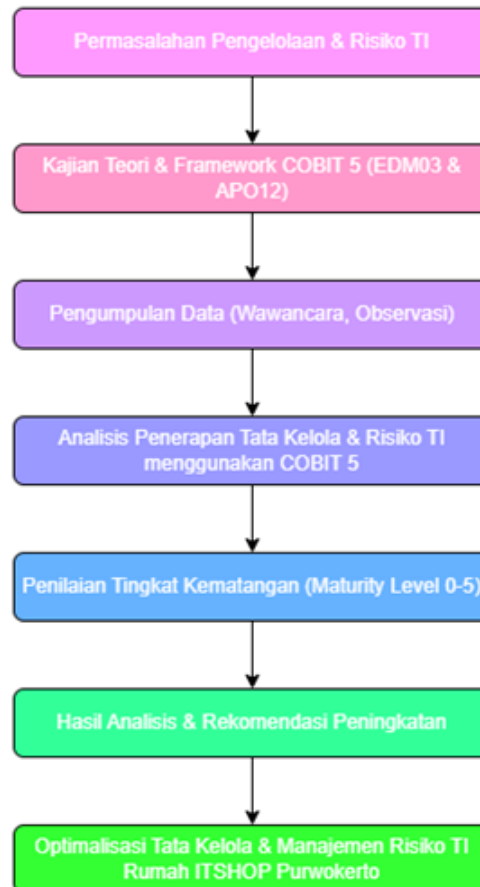 Permasalahan Pengelolaan & Risiko TI
Kajian Teori & Framework COBIT 5 (EDM03 &
APO12)
Pengumpulan Data (Wawancara, Observasi)
Analisis Penerapan Tata Kelola & Risiko TI
menggunakan COBIT 5
Penilaian Tingkat Kematangan (Maturity Level 0-5)
Hasil Analisis & Rekomendasi Peningkatan
Optimalisasi Tata Kelola & Manajemen Risiko TI
Rumah ITSHOP Purwokerto